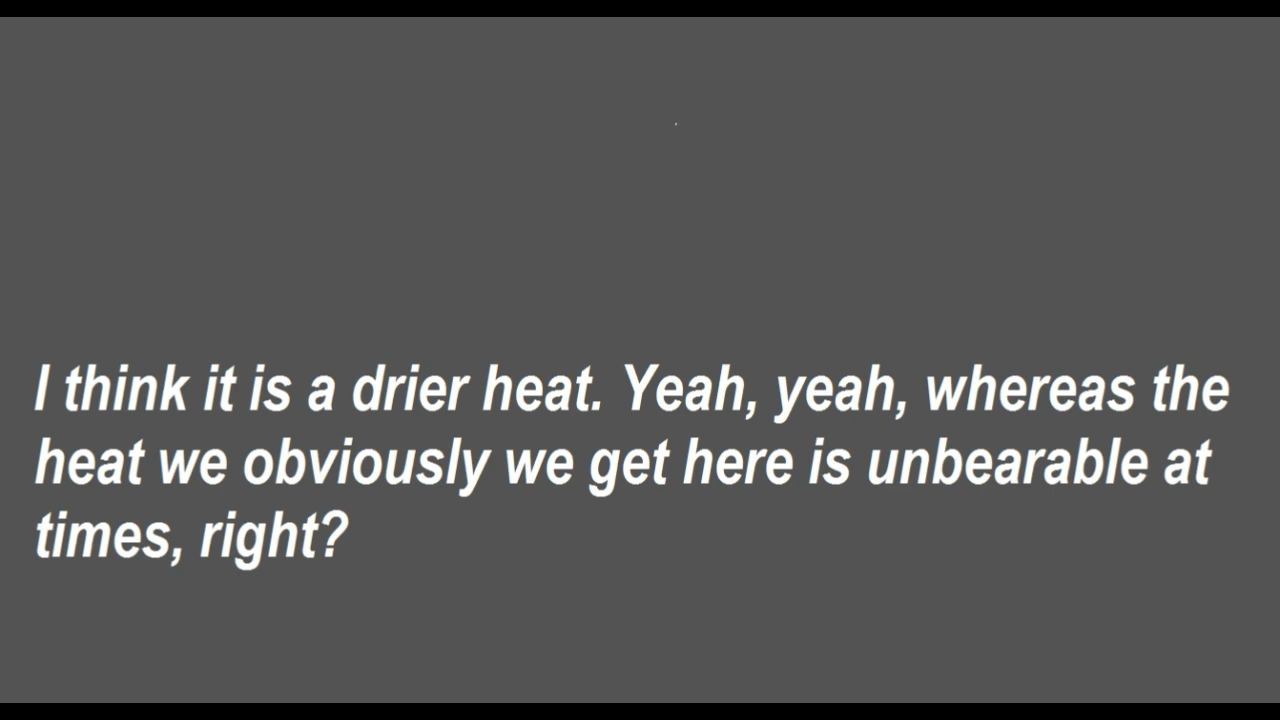 I think it is a drier heat. Yeah, yeah, whereas the
heat we obviously we get here is unbearable at
times, right?